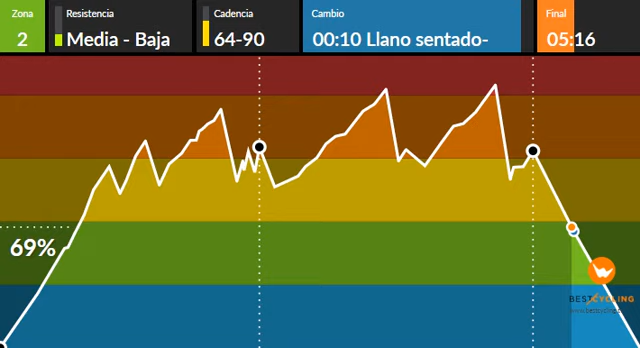 Zona
2
Resistencia
Media - Baja
Cadencia
64-90
Cambio
00:10 Llano sentado-
Final
05:16
69%
BESTCYCLING